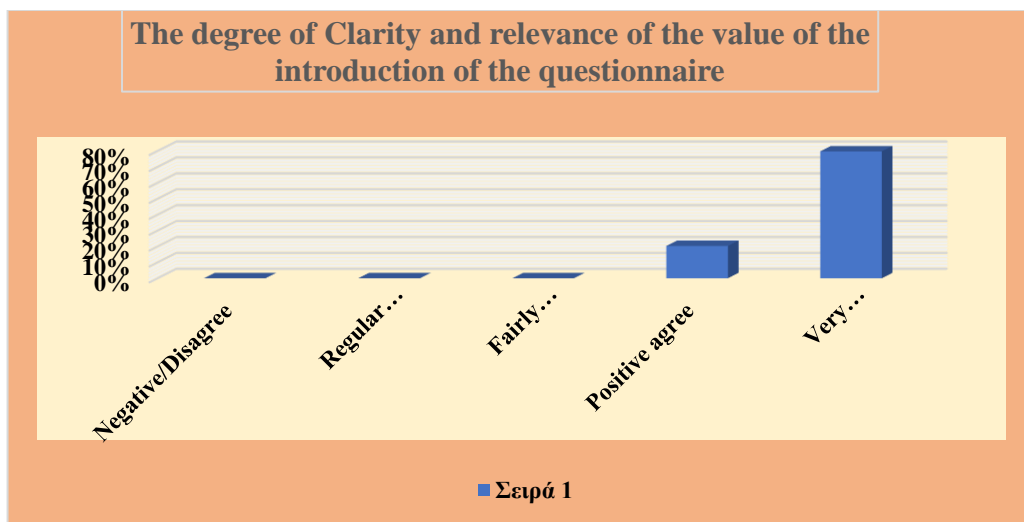 The degree of Clarity and relevance of the value of the
introduction of the questionnaire
80%
70%
60%
50%
40%
30%
20%
10%
0%
Negative/Disagree
Regular…
Fairly…
Positive agree
Very…
Σειρά 1